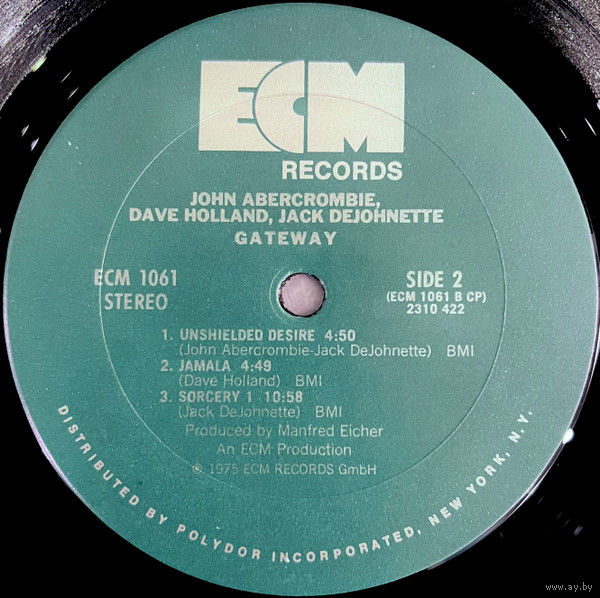 ECM
RECORDS
JOHN ABERCROMBIE,
DAVE HOLLAND, JACK DEJOHNETTE
GATEWAY
ECM 1061
STEREO
SIDE 2
(ECM 1061 B CP)
2310 422
1. UNSHIELDED DESIRE 4:50
(John Abercrombie-Jack DeJohnette) BMI
2. JAMALA 4:49
(Dave Holland) BMI
3. SORCERY 1 10:58
(Jack DeJohnette) BMI
Produced by Manfred Eicher
An ECM Production
℗ 1975 ECM RECORDS GmbH
DISTRIBUTED BY POLYDOR INCORPORATED, NEW YORK, N.Y.
www.ay.by